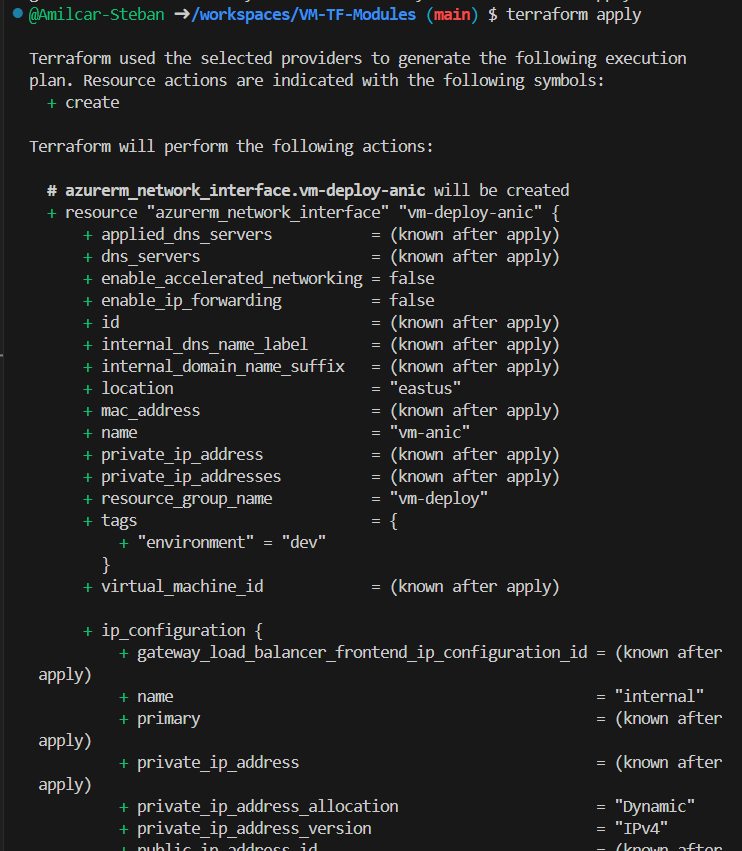 @Amilcar-Steban ➜/workspaces/VM-TF-Modules (main) $ terraform apply
Terraform used the selected providers to generate the following execution
plan. Resource actions are indicated with the following symbols:
+ create
Terraform will perform the following actions:
# azurerm_network_interface.vm-deploy-anic will be created
+ resource "azurerm_network_interface" "vm-deploy-anic" {
+ applied_dns_servers = (known after apply)
+ dns_servers = (known after apply)
+ enable_accelerated_networking = false
+ enable_ip_forwarding = false
+ id = (known after apply)
+ internal_dns_name_label = (known after apply)
+ internal_domain_name_suffix = (known after apply)
+ location = "eastus"
+ mac_address = (known after apply)
+ name = "vm-anic"
+ private_ip_address = (known after apply)
+ private_ip_addresses = (known after apply)
+ resource_group_name = "vm-deploy"
+ tags = {
+ "environment" = "dev"
}
+ virtual_machine_id = (known after apply)
+ ip_configuration {
+ gateway_load_balancer_frontend_ip_configuration_id = (known after
apply)
+ name = "internal"
+ primary = (known after
apply)
+ private_ip_address = (known after
apply)
+ private_ip_address_allocation = "Dynamic"
+ private_ip_address_version = "IPv4"
+ public_ip_address_id = (known after